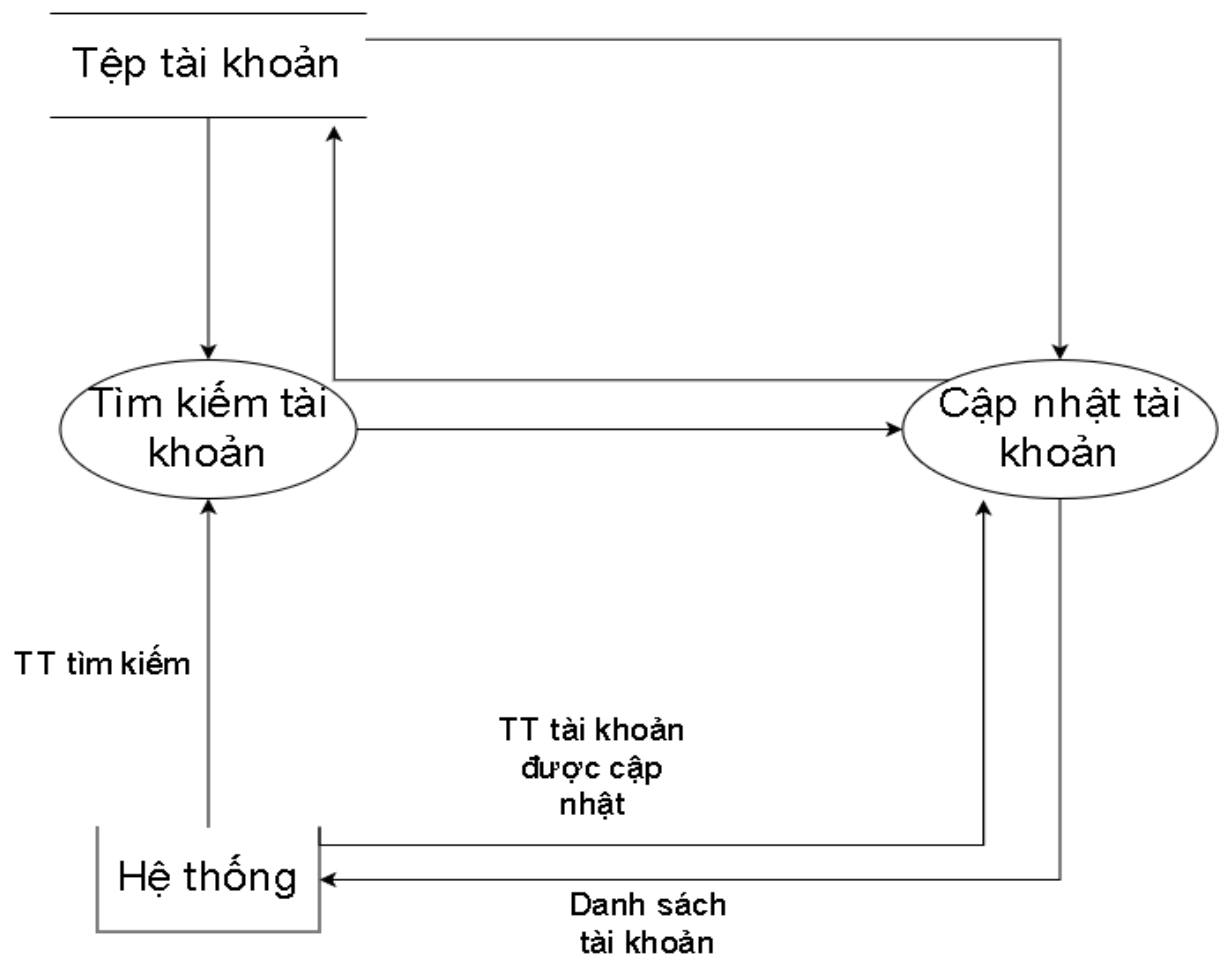 Tệp tài khoản
Tìm kiếm tài
khoản
Cập nhật tài
khoản
TT tìm kiếm
TT tài khoản
được cập
nhật
Hệ thống
Danh sách
tài khoản